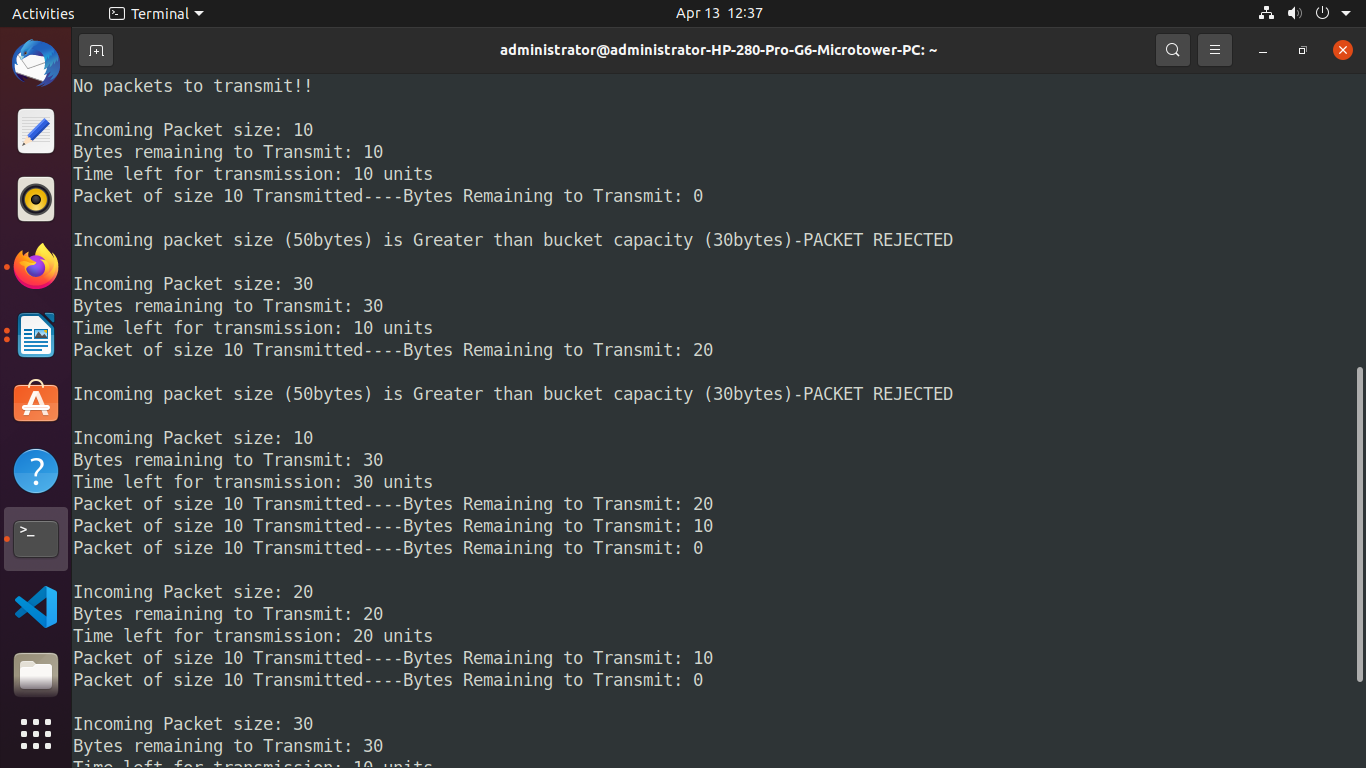 Activities
Terminal
Apr 13 12:37
administrator@administrator-HP-280-Pro-G6-Microtower-PC: ~
No packets to transmit!!
Incoming Packet size: 10
Bytes remaining to Transmit: 10
Time left for transmission: 10 units
Packet of size 10 Transmitted----Bytes Remaining to Transmit: 0
Incoming packet size (50bytes) is Greater than bucket capacity (30bytes)-PACKET REJECTED
Incoming Packet size: 30
Bytes remaining to Transmit: 30
Time left for transmission: 10 units
Packet of size 10 Transmitted----Bytes Remaining to Transmit: 20
Incoming packet size (50bytes) is Greater than bucket capacity (30bytes)-PACKET REJECTED
Incoming Packet size: 10
Bytes remaining to Transmit: 30
Time left for transmission: 30 units
Packet of size 10 Transmitted----Bytes Remaining to Transmit: 20
Packet of size 10 Transmitted----Bytes Remaining to Transmit: 10
Packet of size 10 Transmitted----Bytes Remaining to Transmit: 0
Incoming Packet size: 20
Bytes remaining to Transmit: 20
Time left for transmission: 20 units
Packet of size 10 Transmitted----Bytes Remaining to Transmit: 10
Packet of size 10 Transmitted----Bytes Remaining to Transmit: 0
Incoming Packet size: 30
Bytes remaining to Transmit: 30
Time left for transmission: 10 units